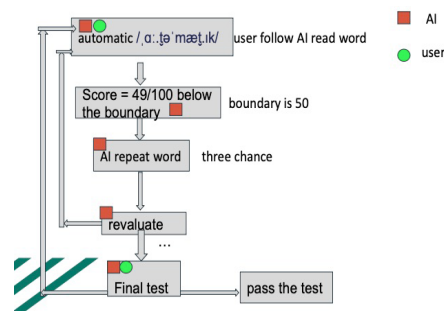 AI
user
automatic /ˌɑː.t̬əˈmæt̬.ɪk/ user follow AI read word
Score = 49/100 below
the boundary
boundary is 50
AI repeat word
three chance
revaluate
...
Final test
pass the test